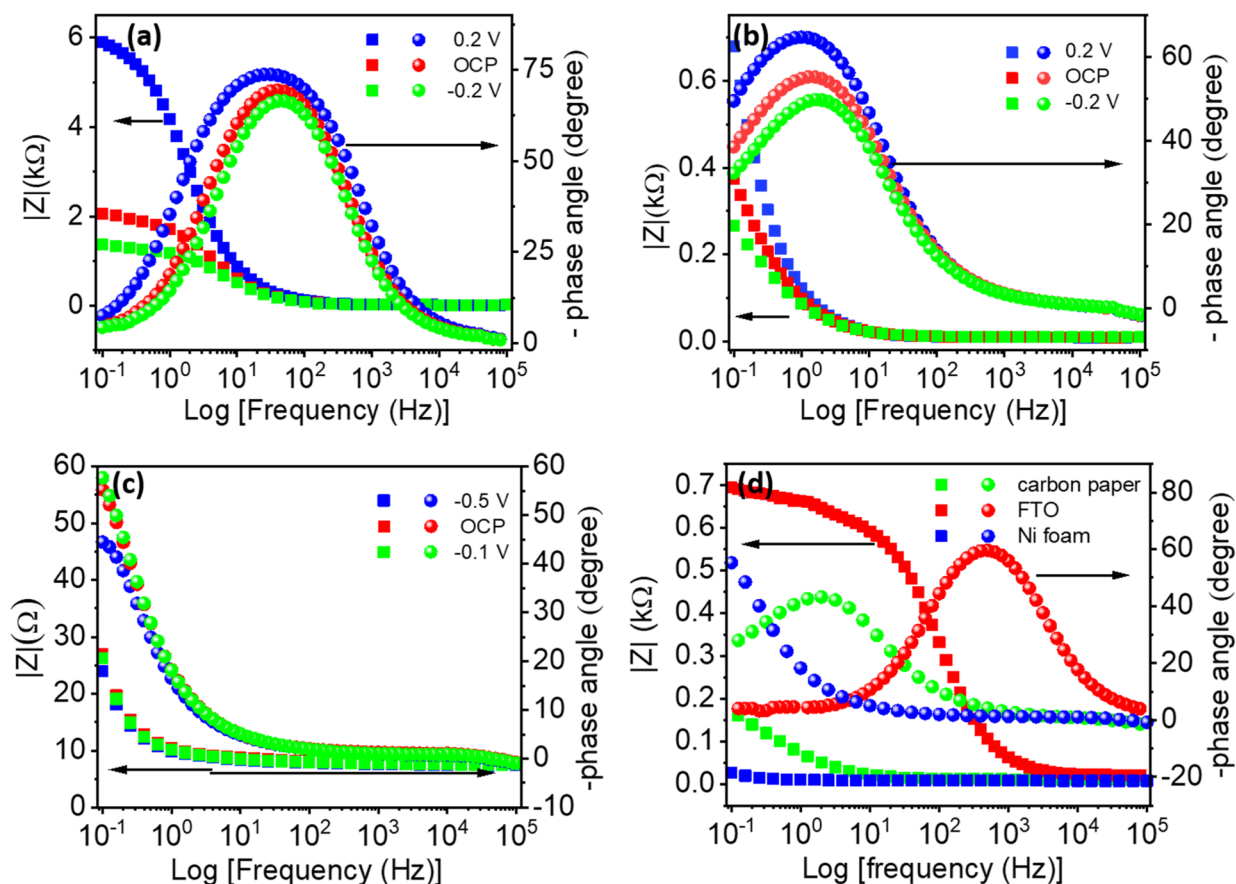 (a)
0.2 V
OCP
-0.2 V
6
4
2
0
75
50
25
0
|Z|(kΩ)
- phase angle (degree)
10-1 100 101 102 103 104 105
Log [Frequency (Hz)]
(b)
0.2 V
OCP
-0.2 V
0.6
0.4
0.2
0.0
60
40
20
0
|Z|(kΩ)
- phase angle (degree)
10-1 100 101 102 103 104 105
Log [Frequency (Hz)]
(c)
-0.5 V
OCP
-0.1 V
60
50
40
30
20
10
0
60
50
40
30
20
10
0
-10
|Z|(Ω)
-phase angle (degree)
10-1 100 101 102 103 104 105
Log [Frequency (Hz)]
(d)
carbon paper
FTO
Ni foam
0.7
0.6
0.5
0.4
0.3
0.2
0.1
0.0
80
60
40
20
0
-20
|Z| (kΩ)
-phase angle (degree)
10-1 100 101 102 103 104 105
Log [frequency (Hz)]